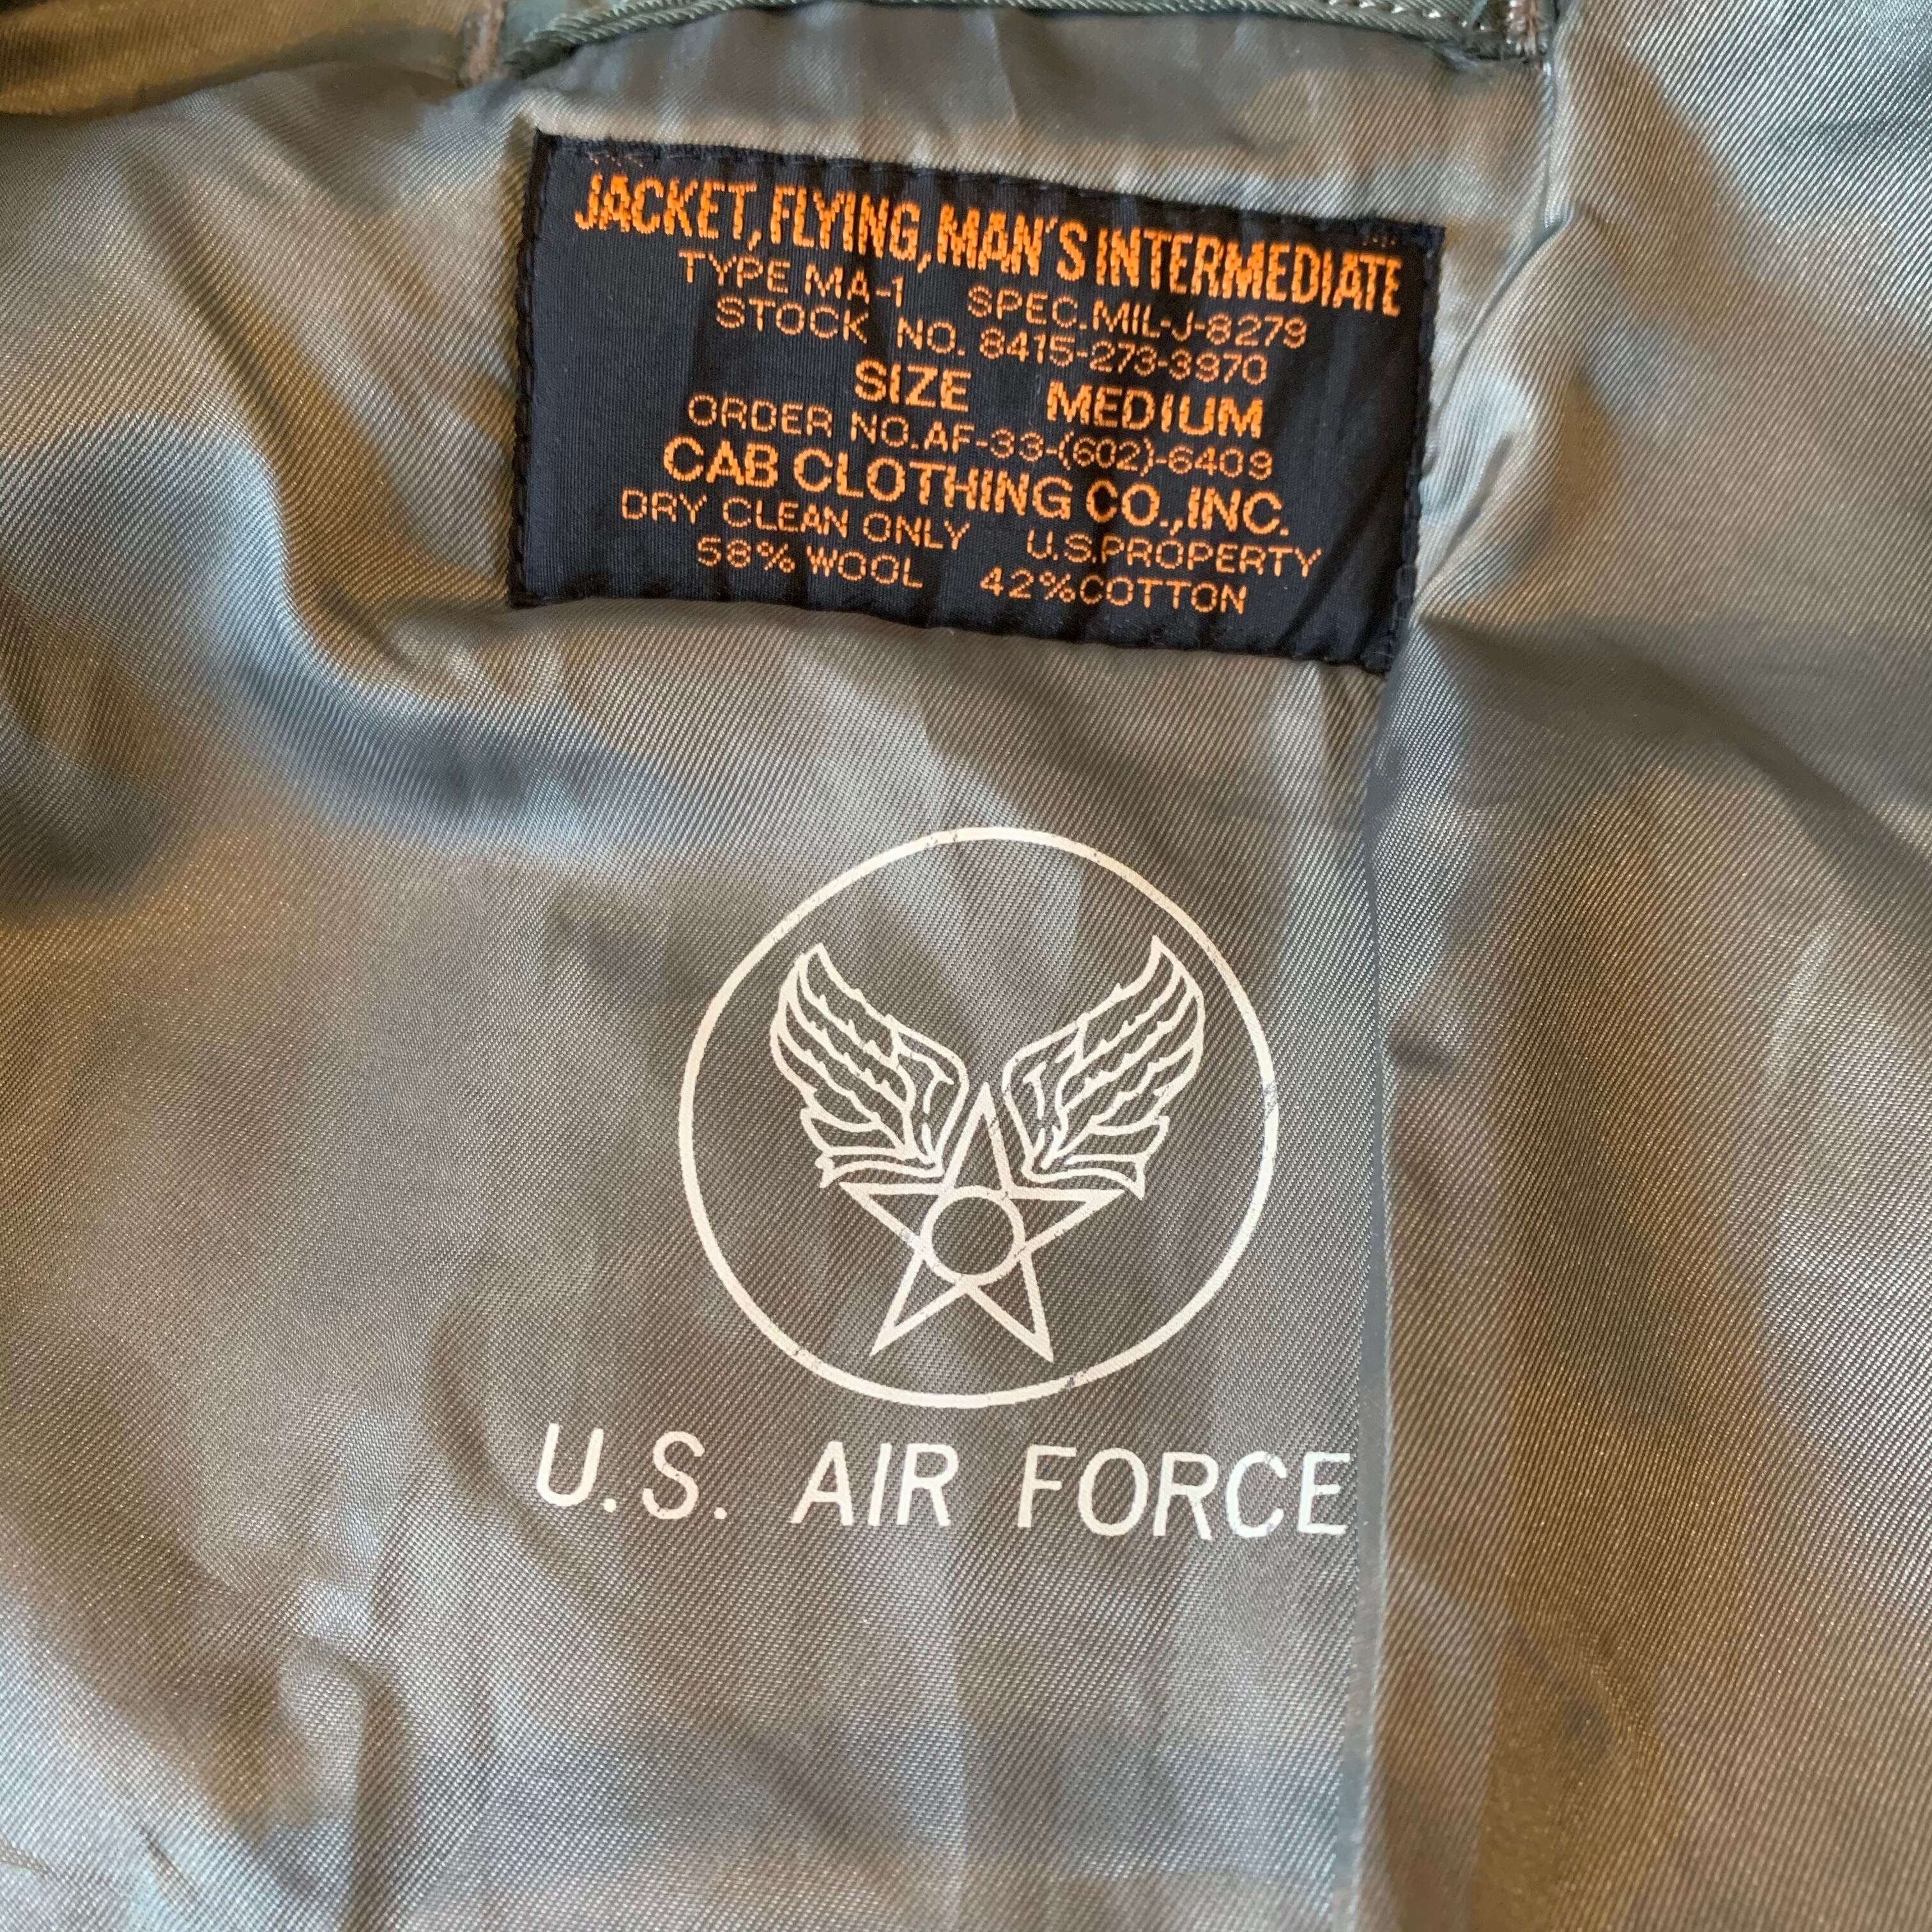 JACKET, FLYING, MAN'S INTERMEDIATE
TYPE MA-1 SPEC. MIL-J-8279
STOCK NO. 8415-273-3970
SIZE MEDIUM
ORDER NO. AF-33-(602)-6409
CAB CLOTHING CO., INC.
DRY CLEAN ONLY U.S. PROPERTY
58% WOOL 42% COTTON
U.S. AIR FORCE